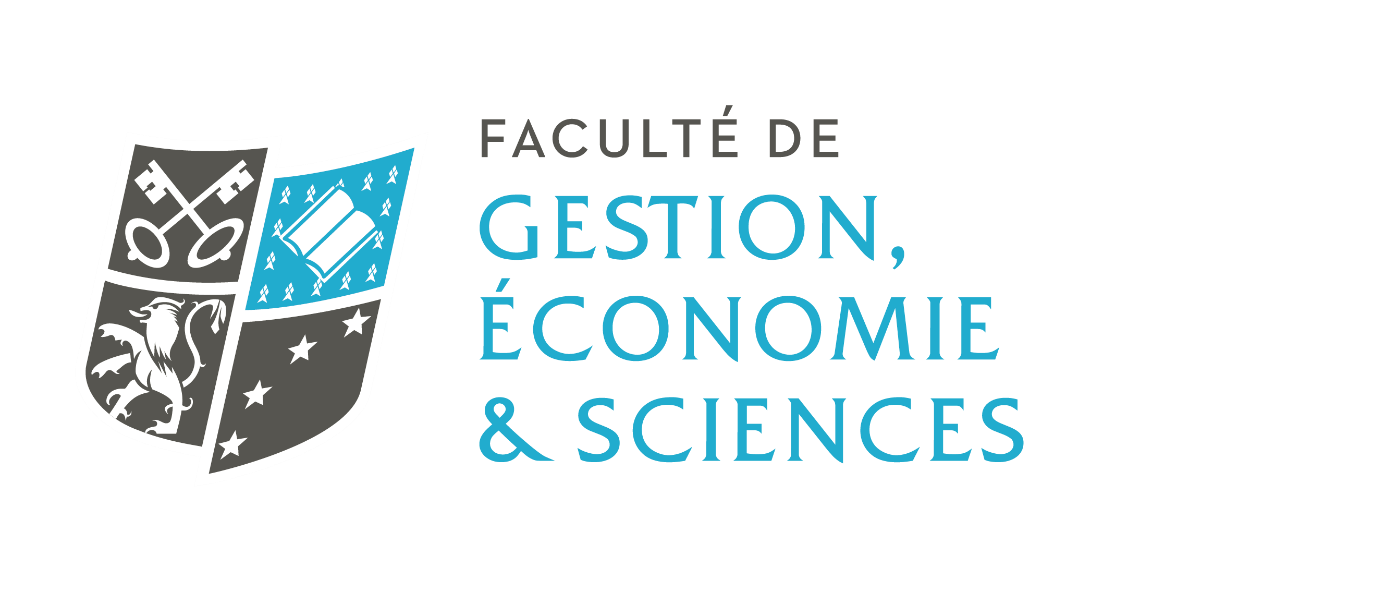 FACULTÉ DE
GESTION,
ÉCONOMIE
& SCIENCES